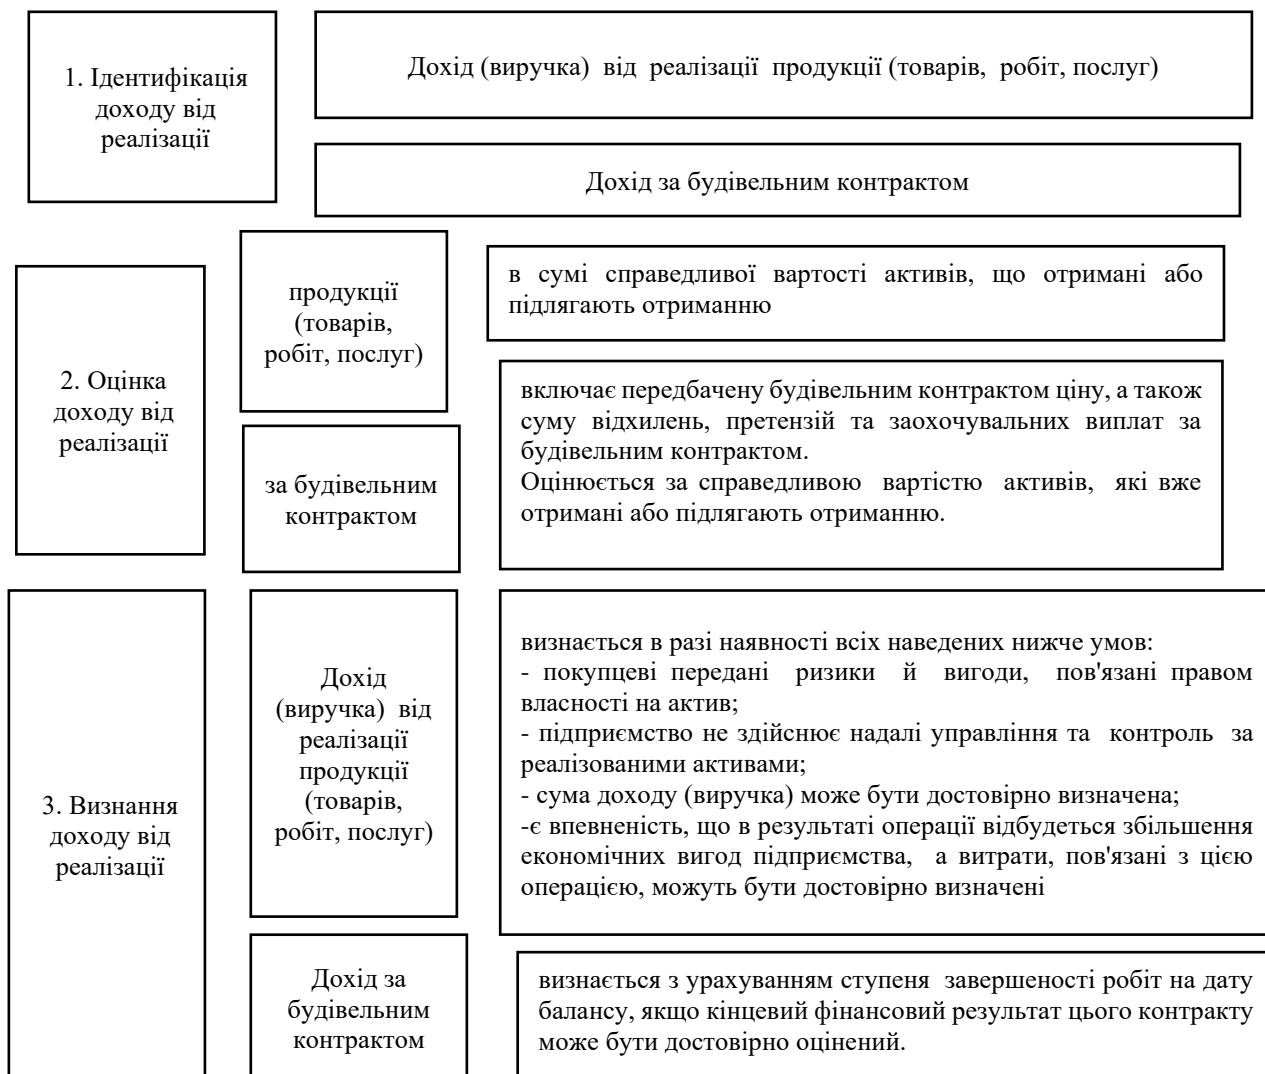 1. Ідентифікація
доходу від
реалізації
Дохід (виручка) від реалізації продукції (товарів, робіт, послуг)
Дохід за будівельним контрактом
2. Оцінка
доходу від
реалізації
продукції
(товарів,
робіт, послуг)
в сумі справедливої вартості активів, що отримані або
підлягають отриманню
за будівельним
контрактом
включає передбачену будівельним контрактом ціну, а також
суму відхилень, претензій та заохочувальних виплат за
будівельним контрактом.
Оцінюється за справедливою вартістю активів, які вже
отримані або підлягають отриманню.
3. Визнання
доходу від
реалізації
Дохід
(виручка) від
реалізації
продукції
(товарів,
робіт, послуг)
визнається в разі наявності всіх наведених нижче умов:
- покупцеві передані ризики й вигоди, пов'язані правом
власності на актив;
- підприємство не здійснює надалі управління та контроль за
реалізованими активами;
- сума доходу (виручка) може бути достовірно визначена;
-є впевненість, що в результаті операції відбудеться збільшення
економічних вигод підприємства, а витрати, пов'язані з цією
операцією, можуть бути достовірно визначені
Дохід за
будівельним
контрактом
визнається з урахуванням ступеня завершеності робіт на дату
балансу, якщо кінцевий фінансовий результат цього контракту
може бути достовірно оцінений.